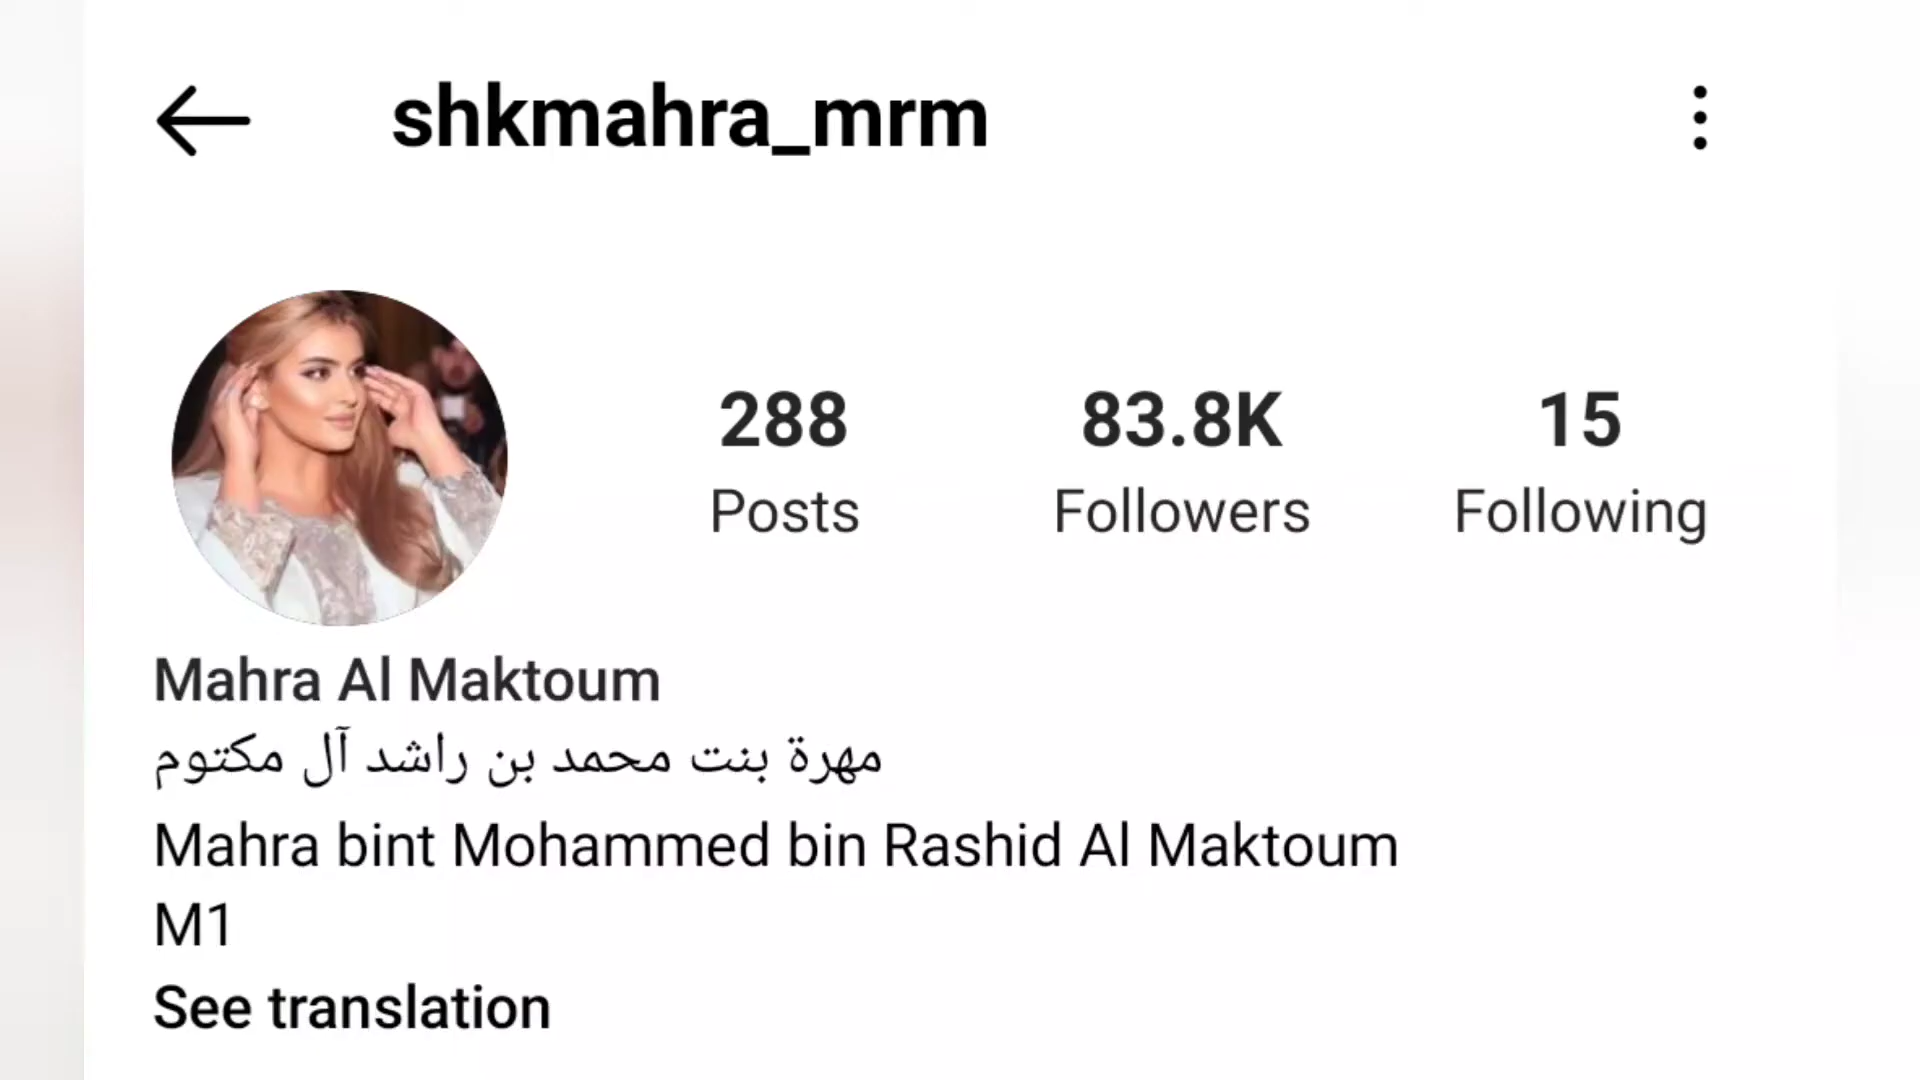 shkmahra_mrm
288
83.8K
15
Posts
Followers
Following
Mahra Al Maktoum
مهرة بنت محمد بن راشد آل مكتوم
Mahra bint Mohammed bin Rashid Al Maktoum
M1
See translation